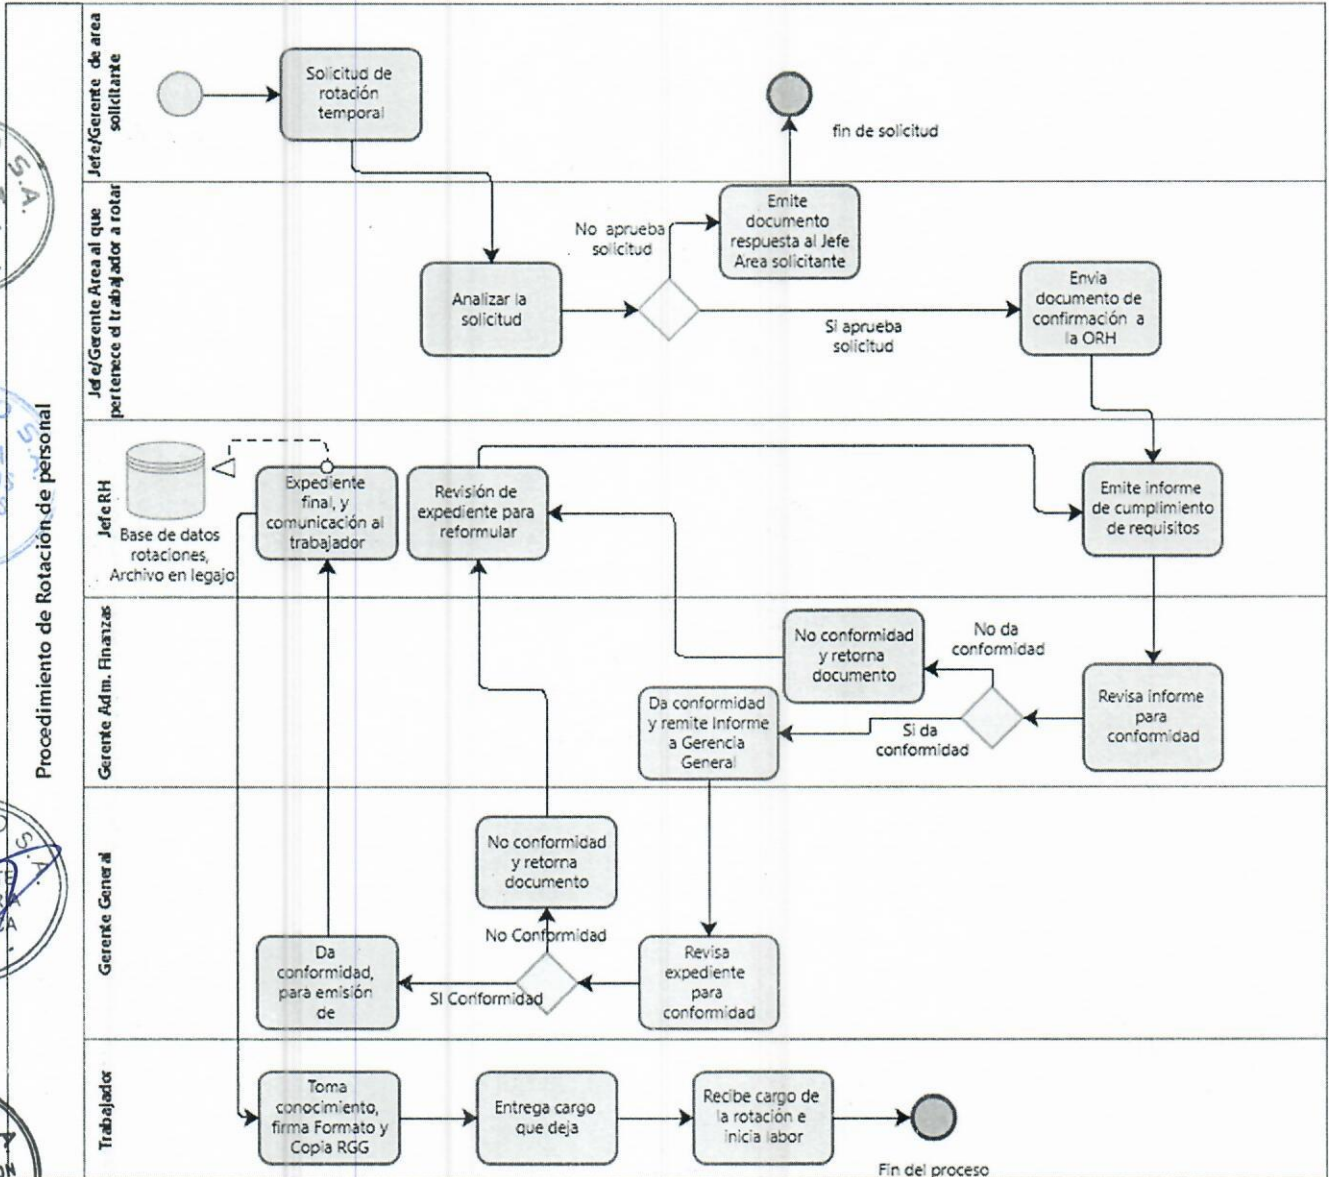 Procedimiento de Rotación de personal
Jefe/Gerente de area
solicitante
Solicitud de
rotación
temporal
fin de solicitud
Jefe/Gerente Area al que
pertenece el trabajador a rotar
Analizar la
solicitud
No aprueba
solicitud
Emite
documento
respuesta al Jefe
Area solicitante
Si aprueba
solicitud
Envia
documento de
confirmación a
la ORH
Jefe RH
Base de datos
rotaciones,
Archivo en legajo
Expediente
final, y
comunicación al
trabajador
Revisión de
expediente para
reformular
Emite informe
de cumplimiento
de requisitos
Gerente Adm. Finanzas
No conformidad
y retorna
documento
No da
conformidad
Da conformidad
y remite Informe
a Gerencia
General
Si da
conformidad
Revisa informe
para
conformidad
Gerente General
No conformidad
y retorna
documento
No Conformidad
Da
conformidad,
para emisión
de
SI Conformidad
Revisa
expediente
para
conformidad
Trabajador
Toma
conocimiento,
firma Formato y
Copia RGG
Entrega cargo
que deja
Recibe cargo de
la rotación e
inicia labor
Fin del proceso
S.A.
S.A.
S.A.